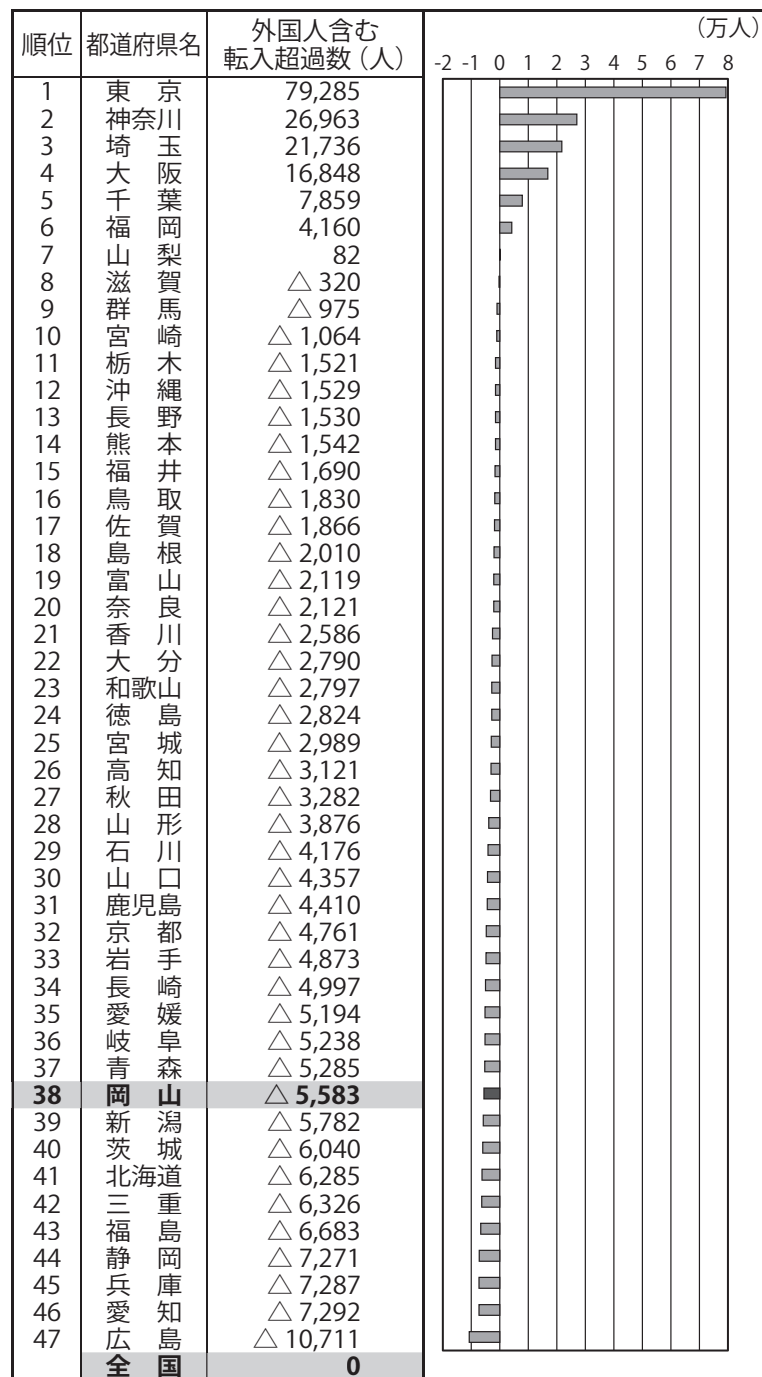 順位 都道府県名 外国人含む
転入超過数（人）
（万人）
-2 -1 0 1 2 3 4 5 6 7 8
1 東 京 79,285
2 神奈川 26,963
3 埼 玉 21,736
4 大 阪 16,848
5 千 葉 7,859
6 福 岡 4,160
7 山 梨 82
8 滋 賀 △ 320
9 群 馬 △ 975
10 宮 崎 △ 1,064
11 栃 木 △ 1,521
12 沖 縄 △ 1,529
13 長 野 △ 1,530
14 熊 本 △ 1,542
15 福 井 △ 1,690
16 鳥 取 △ 1,830
17 佐 賀 △ 1,866
18 島 根 △ 2,010
19 富 山 △ 2,119
20 奈 良 △ 2,121
21 香 川 △ 2,586
22 大 分 △ 2,790
23 和歌山 △ 2,797
24 徳 島 △ 2,824
25 宮 城 △ 2,989
26 高 知 △ 3,121
27 秋 田 △ 3,282
28 山 形 △ 3,876
29 石 川 △ 4,176
30 山 口 △ 4,357
31 鹿児島 △ 4,410
32 京 都 △ 4,761
33 岩 手 △ 4,873
34 長 崎 △ 4,997
35 愛 媛 △ 5,194
36 岐 阜 △ 5,238
37 青 森 △ 5,285
38 岡 山 △ 5,583
39 新 潟 △ 5,782
40 茨 城 △ 6,040
41 北海道 △ 6,285
42 三 重 △ 6,326
43 福 島 △ 6,683
44 静 岡 △ 7,271
45 兵 庫 △ 7,287
46 愛 知 △ 7,292
47 広 島 △ 10,711
全 国 0